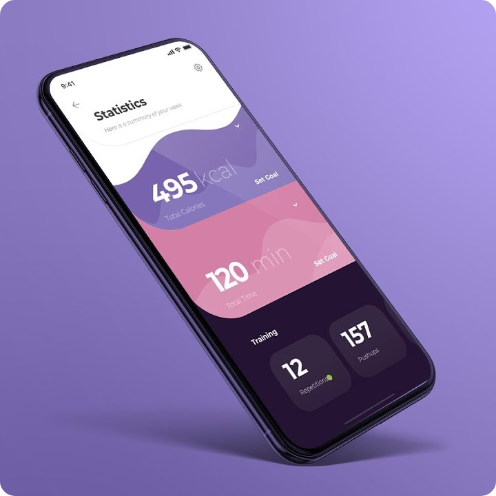 9:41
Statistics
Here is a summary of your week
495 kcal
Set Goal
Total Calories
120 min
Set Goal
Total Time
Training
12
Repetitions
157
Pushups